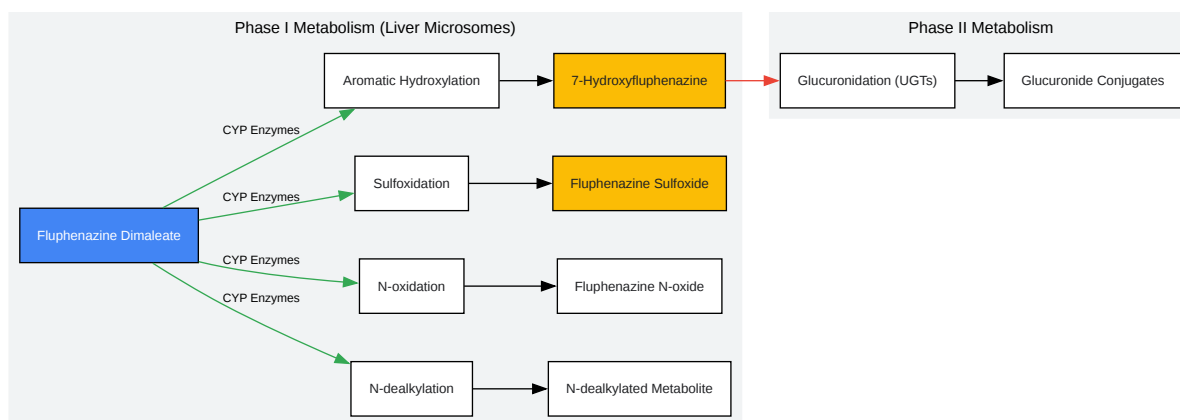 Phase I Metabolism (Liver Microsomes)
Phase II Metabolism
Aromatic Hydroxylation
7-Hydroxyfluphenazine
Glucuronidation (UGTs)
Glucuronide Conjugates
CYP Enzymes
Sulfoxidation
Fluphenazine Sulfoxide
CYP Enzymes
Fluphenazine Dimaleate
CYP Enzymes
N-oxidation
Fluphenazine N-oxide
CYP Enzymes
N-dealkylation
N-dealkylated Metabolite